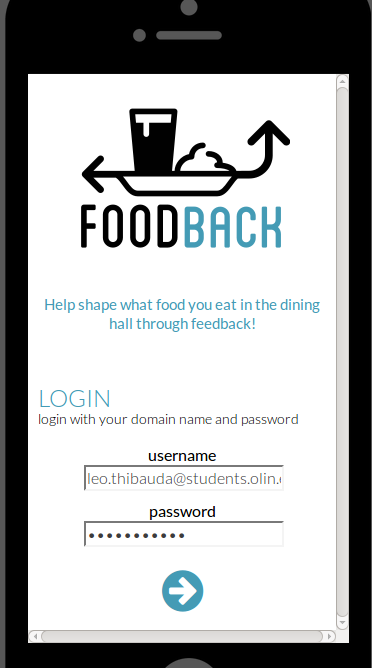 FOODBACK
Help shape what food you eat in the dining
hall through feedback!
LOGIN
login with your domain name and password
username
leo.thibauda@students.olin.
password
•••••••••••